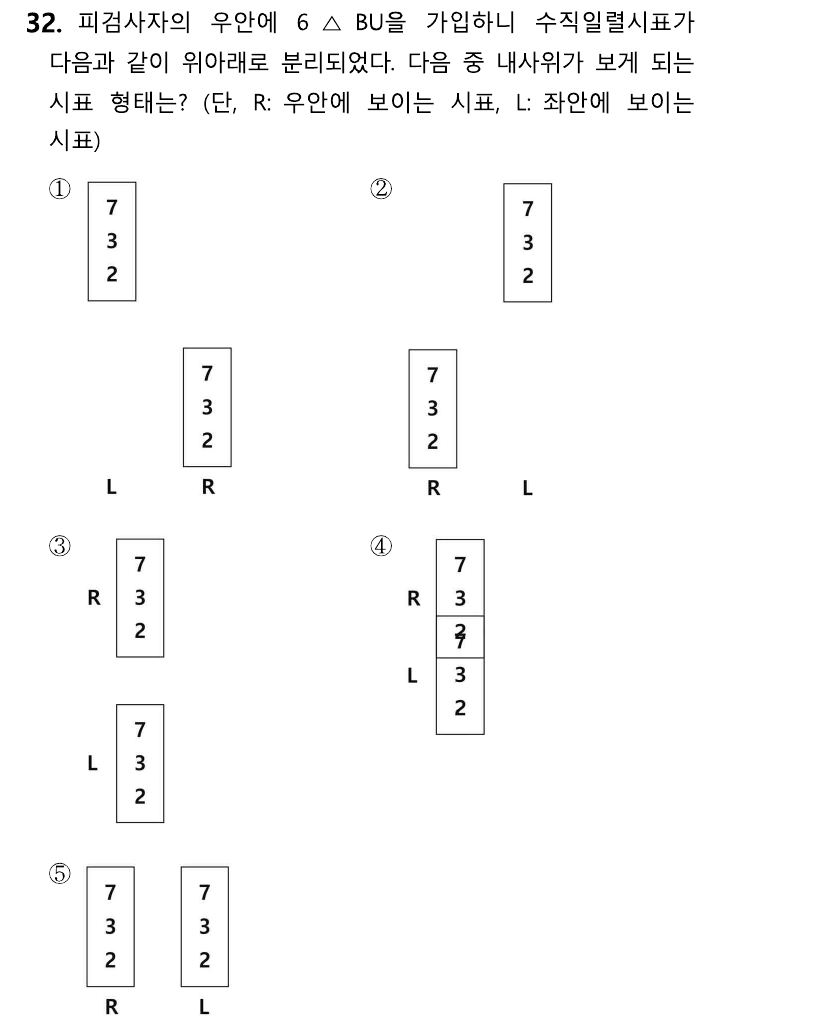 32. 피검사자의 우안에 6 △ BU을 가입하니 수직일렬시표가
다음과 같이 위아래로 분리되었다. 다음 중 내사위가 보게 되는
시표 형태는? (단, R: 우안에 보이는 시표, L: 좌안에 보이는
시표)
①
7
3
2
7
3
2
L R
②
7
3
2
7
3
2
R L
③
7
R 3
2
7
L 3
2
④
7
R 3
2
7
L 3
2
⑤
7 7
3 3
2 2
R L